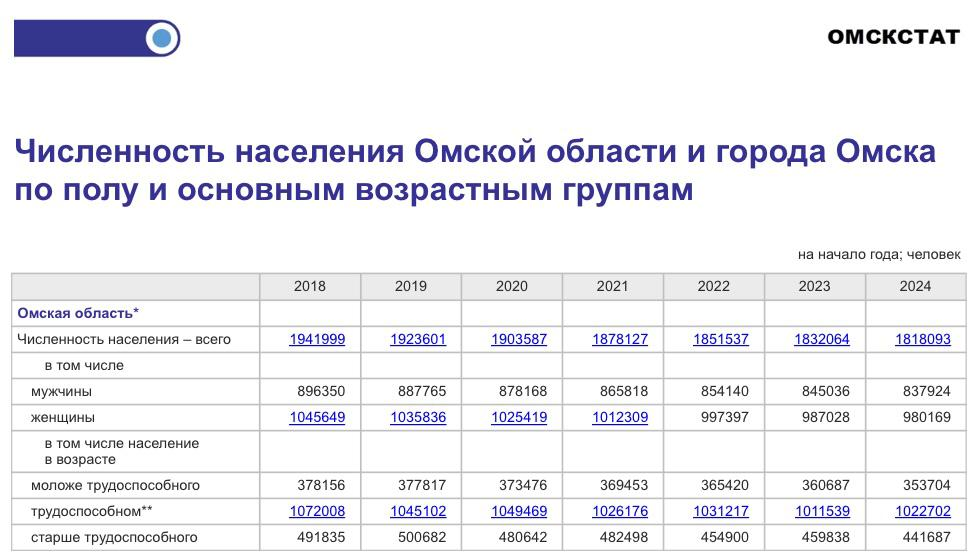 ОМСКСТАТ
Численность населения Омской области и города Омска
по полу и основным возрастным группам
на начало года; человек
2018 2019 2020 2021 2022 2023 2024
Омская область*
Численность населения – всего 1941999 1923601 1903587 1878127 1851537 1832064 1818093
в том числе
мужчины 896350 887765 878168 865818 854140 845036 837924
женщины 1045649 1035836 1025419 1012309 997397 987028 980169
в том числе население
в возрасте
моложе трудоспособного 378156 377817 373476 369453 365420 360687 353704
трудоспособном** 1072008 1045102 1049469 1026176 1031217 1011539 1022702
старше трудоспособного 491835 500682 480642 482498 454900 459838 441687